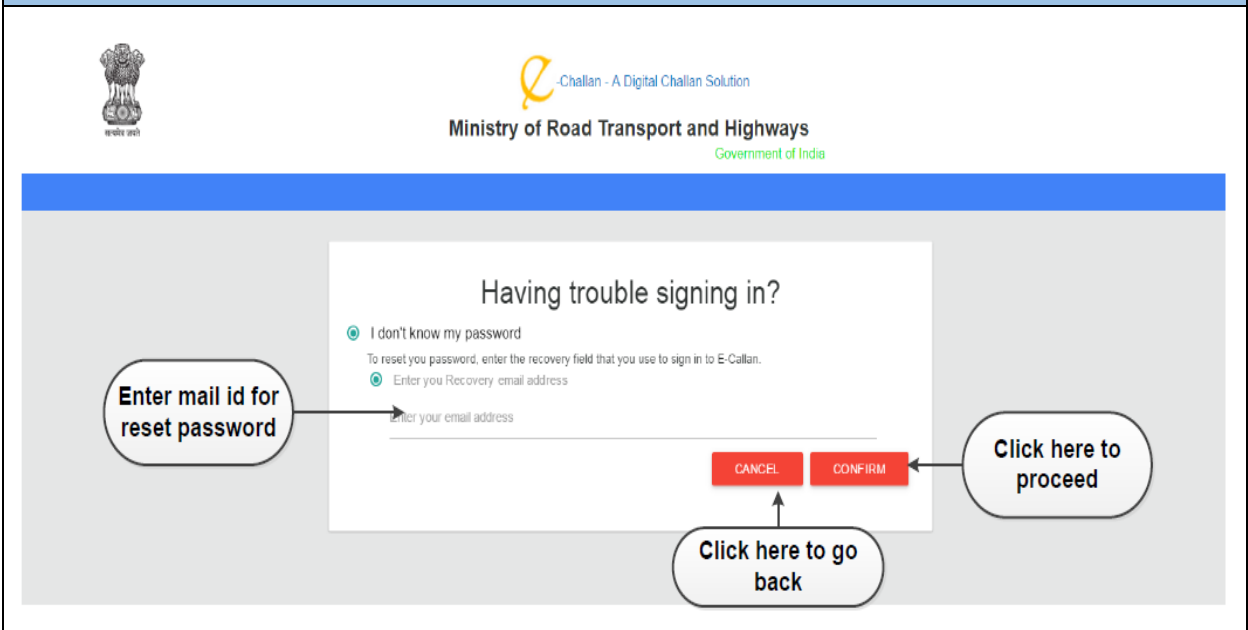 -Challan - A Digital Challan Solution
Ministry of Road Transport and Highways
Government of India
सत्यमेव जयते
Having trouble signing in?
I don't know my password
To reset you password, enter the recovery field that you use to sign in to E-Callan.
Enter you Recovery email address
Enter your email address
Enter mail id for
reset password
CANCEL
CONFIRM
Click here to
proceed
Click here to go
back